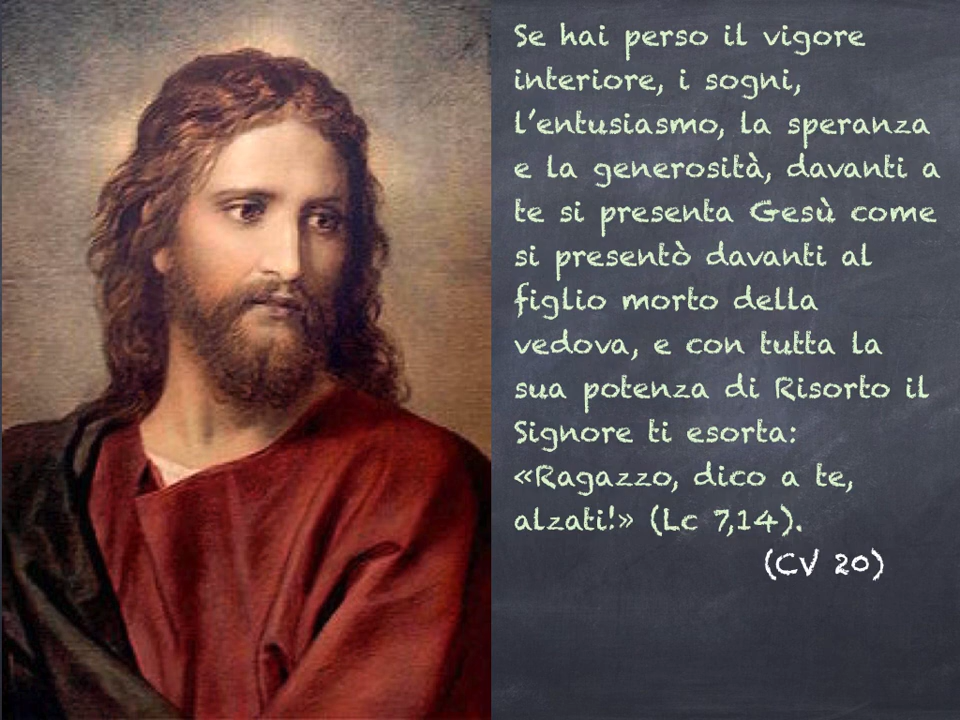 Se hai perso il vigore
interiore, i sogni,
l'entusiasmo, la speranza
e la generosità, davanti a
te si presenta Gesù come
si presentò davanti al
figlio morto della
vedova, e con tutta la
sua potenza di Risorto il
Signore ti esorta:
«Ragazzo, dico a te,
alzati!» (Lc 7,14).
(CV 20)